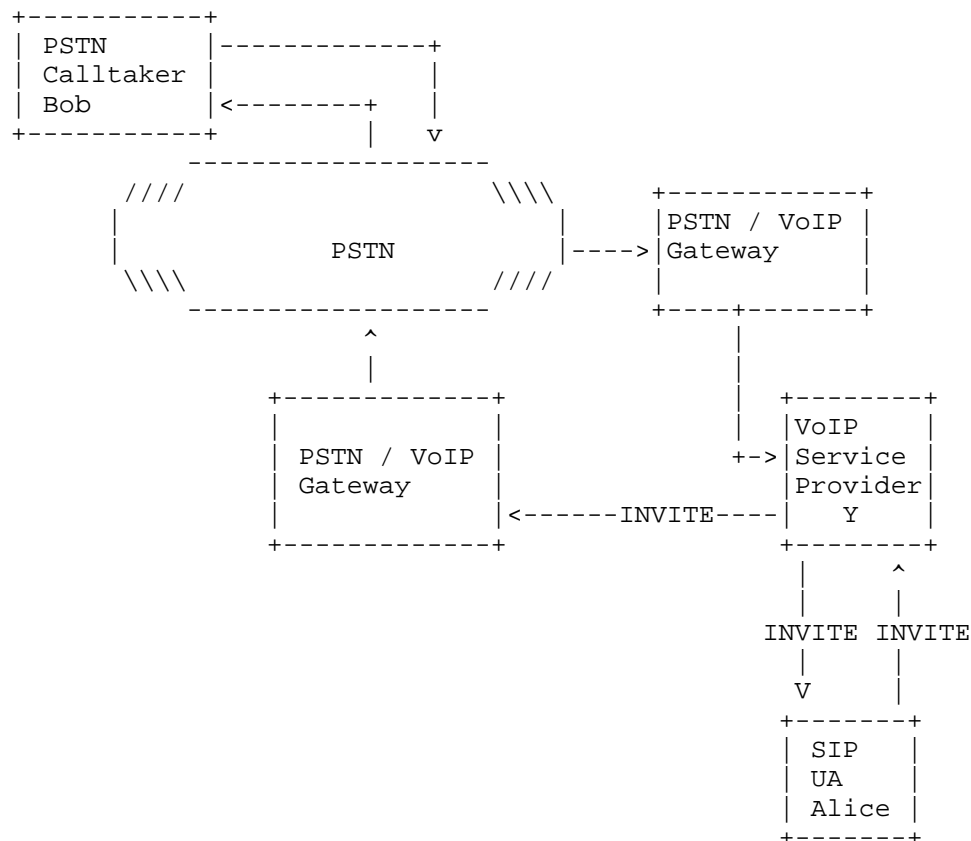 PSTN
Calltaker
Bob
PSTN
PSTN / VoIP
Gateway
PSTN / VoIP
Gateway
VoIP
Service
Provider
Y
INVITE
INVITE INVITE
SIP
UA
Alice